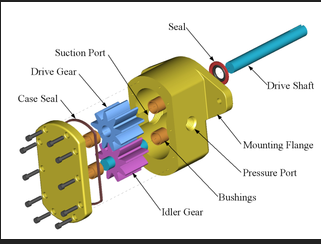 Seal
Suction Port
Drive Gear
Case Seal
Drive Shaft
Mounting Flange
Pressure Port
Bushings
Idler Gear